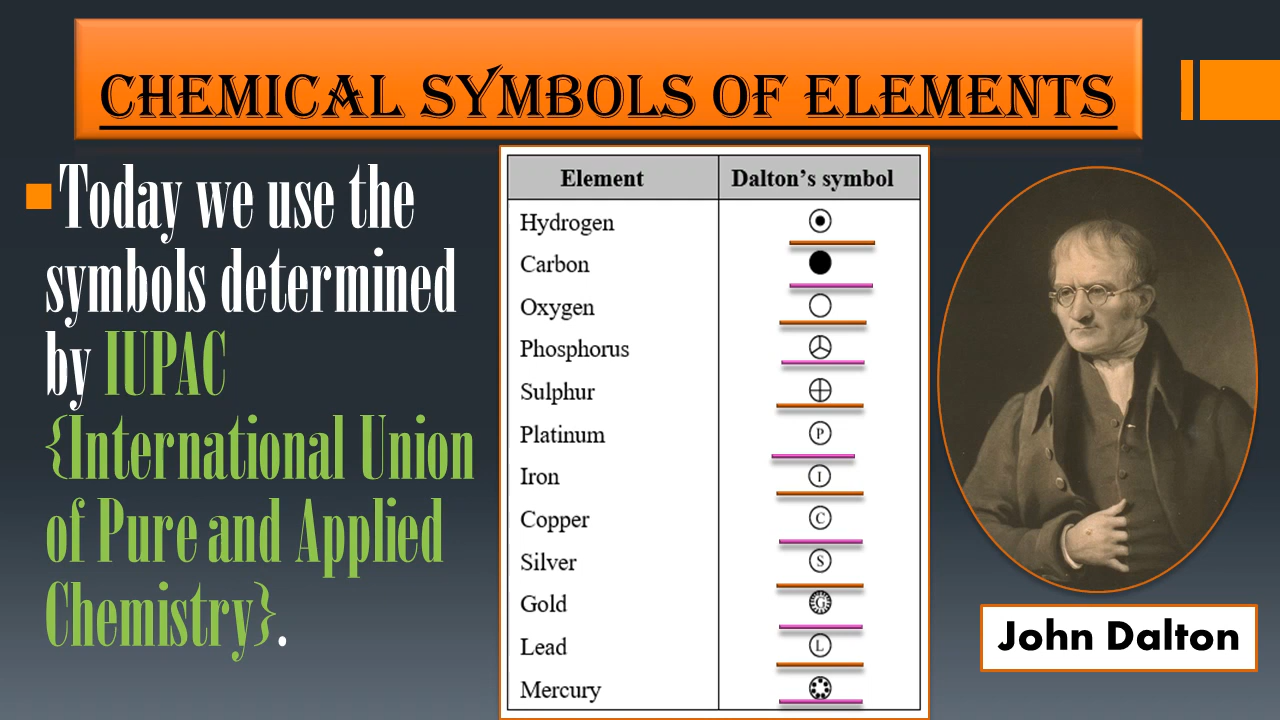 CHEMICAL SYMBOLS OF ELEMENTS
Today we use the
symbols determined
by IUPAC
{International Union
of Pure and Applied
Chemistry}.
Element Dalton's symbol
Hydrogen
Carbon
Oxygen
Phosphorus
Sulphur
Platinum P
Iron I
Copper C
Silver S
Gold G
Lead L
Mercury
John Dalton